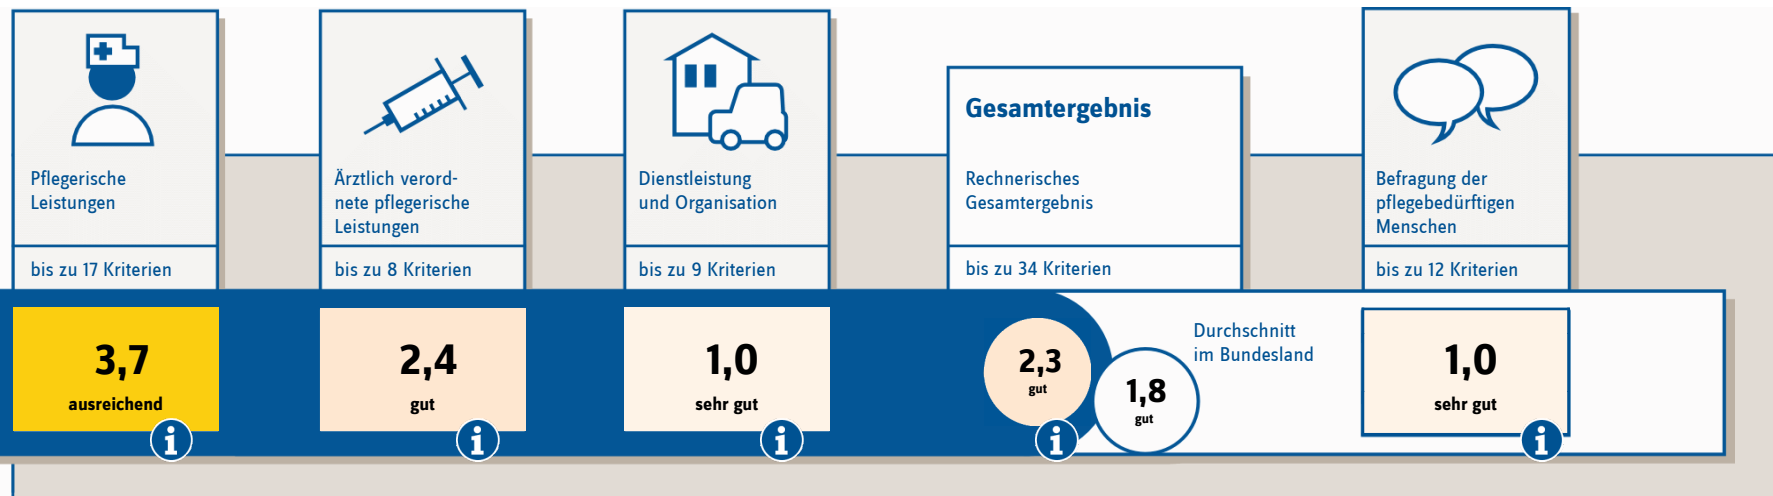 Pflegerische
Leistungen
bis zu 17 Kriterien
3,7
ausreichend
Ärztlich verord-
nete pflegerische
Leistungen
bis zu 8 Kriterien
2,4
gut
Dienstleistung
und Organisation
bis zu 9 Kriterien
1,0
sehr gut
Gesamtergebnis
Rechnerisches
Gesamtergebnis
bis zu 34 Kriterien
2,3
gut
1,8
gut
Durchschnitt
im Bundesland
Befragung der
pflegebedürftigen
Menschen
bis zu 12 Kriterien
1,0
sehr gut